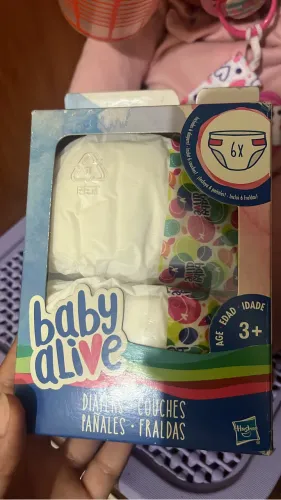 6X
baby
alive
AGE EDAD IDADE
3+
DIAPERS • COUCHES
PAÑALES • FRALDAS
Hasbro